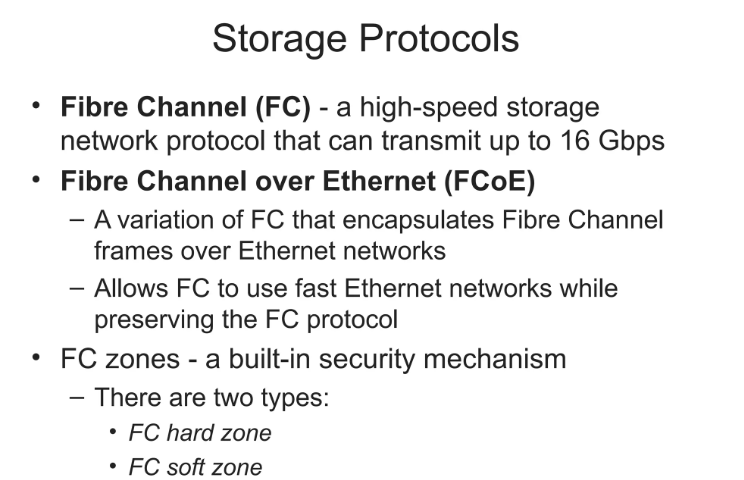 Storage Protocols
• Fibre Channel (FC) - a high-speed storage
network protocol that can transmit up to 16 Gbps
• Fibre Channel over Ethernet (FCoE)
– A variation of FC that encapsulates Fibre Channel
frames over Ethernet networks
– Allows FC to use fast Ethernet networks while
preserving the FC protocol
• FC zones - a built-in security mechanism
– There are two types:
• FC hard zone
• FC soft zone